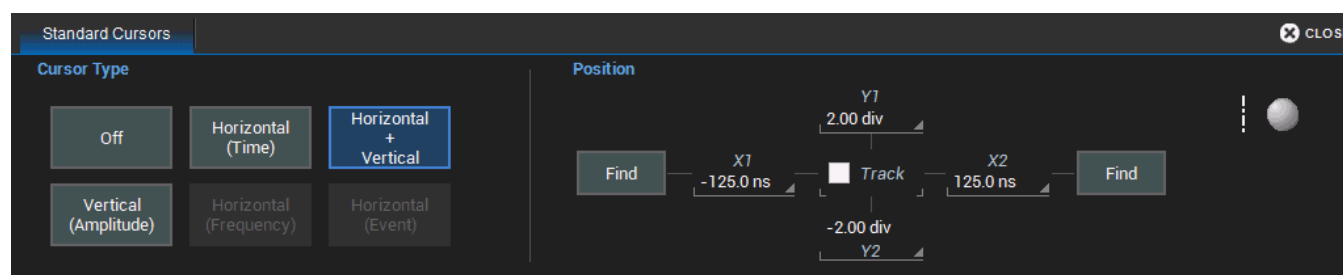 Standard Cursors
CLOS
Cursor Type
Position
Off
Horizontal
(Time)
Horizontal
+
Vertical
Vertical
(Amplitude)
Horizontal
(Frequency)
Horizontal
(Event)
Y1
2.00 div
Find
X1
-125.0 ns
Track
X2
125.0 ns
Find
-2.00 div
Y2